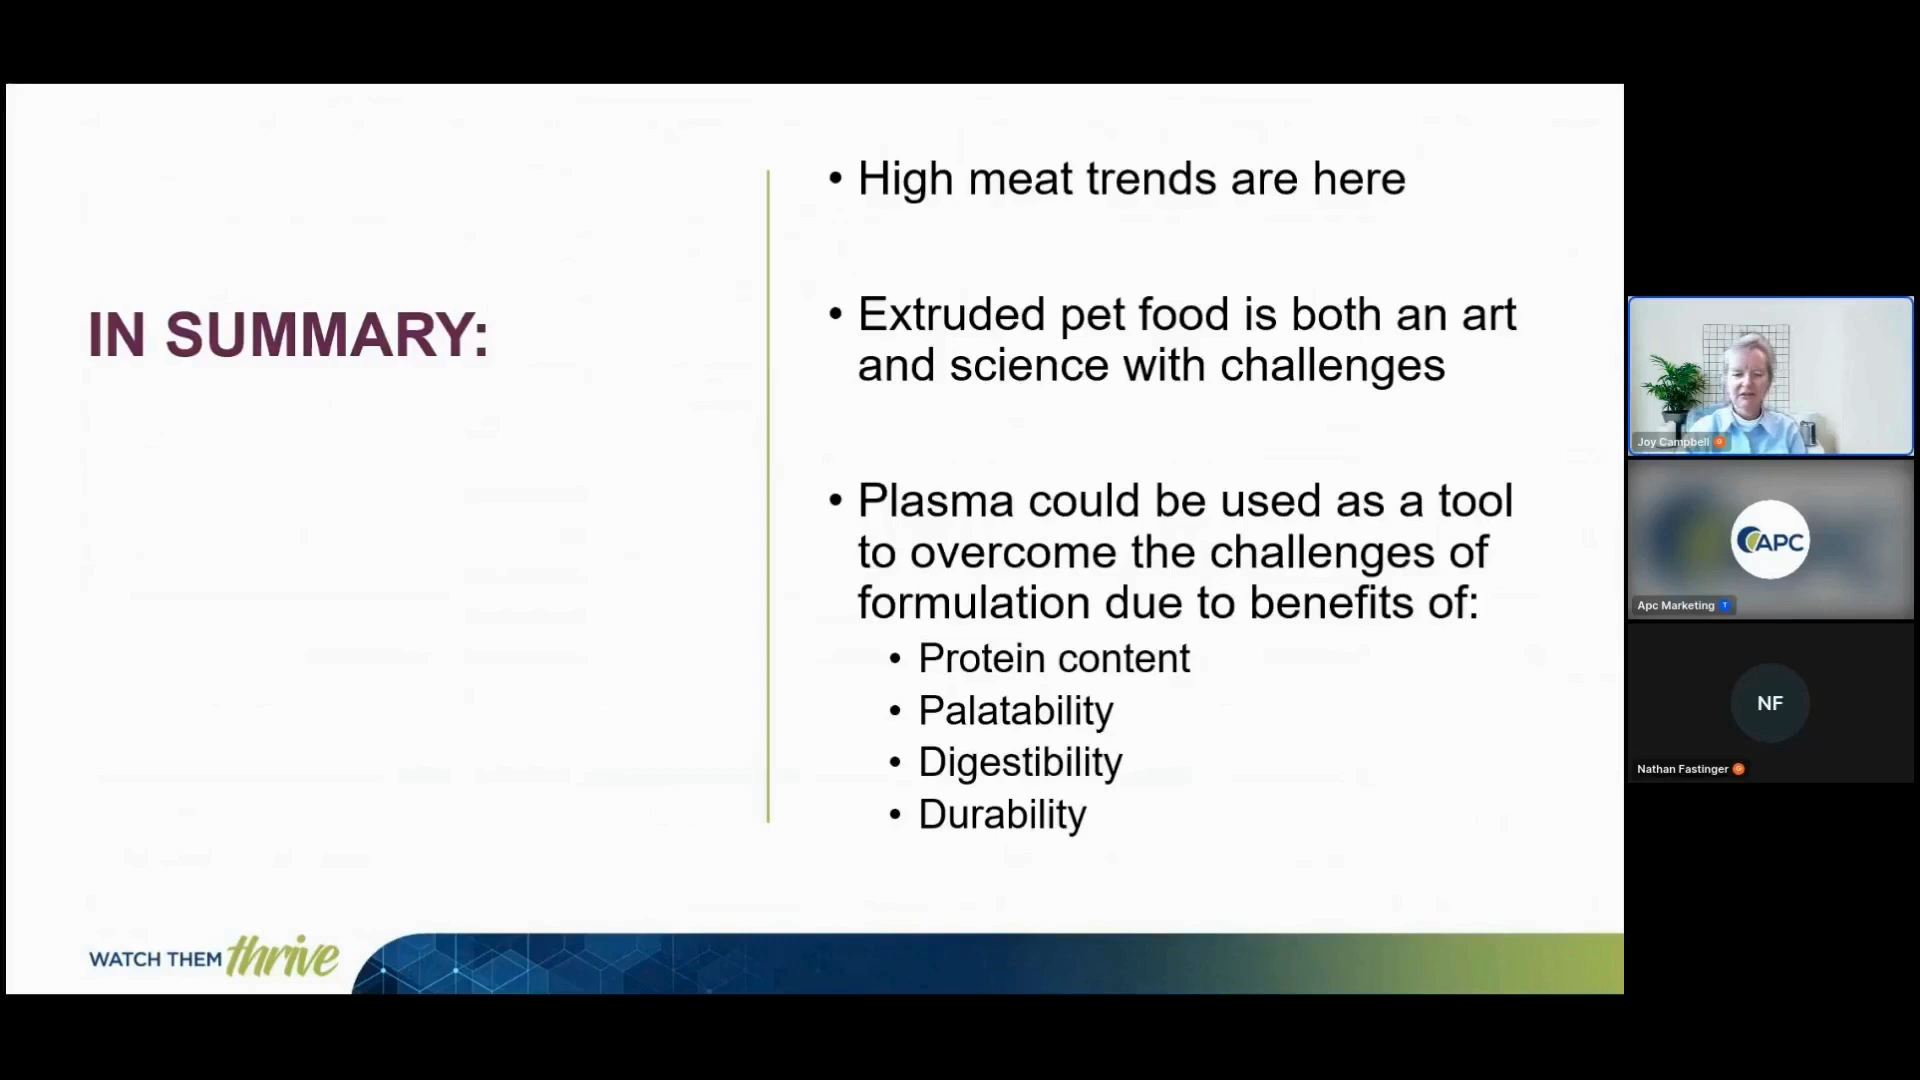 IN SUMMARY:
• High meat trends are here
• Extruded pet food is both an art
and science with challenges
• Plasma could be used as a tool
to overcome the challenges of
formulation due to benefits of:
• Protein content
• Palatability
• Digestibility
• Durability
WATCH THEM thrive
Joy Campbell
APC
Apc Marketing
NF
Nathan Fastinger